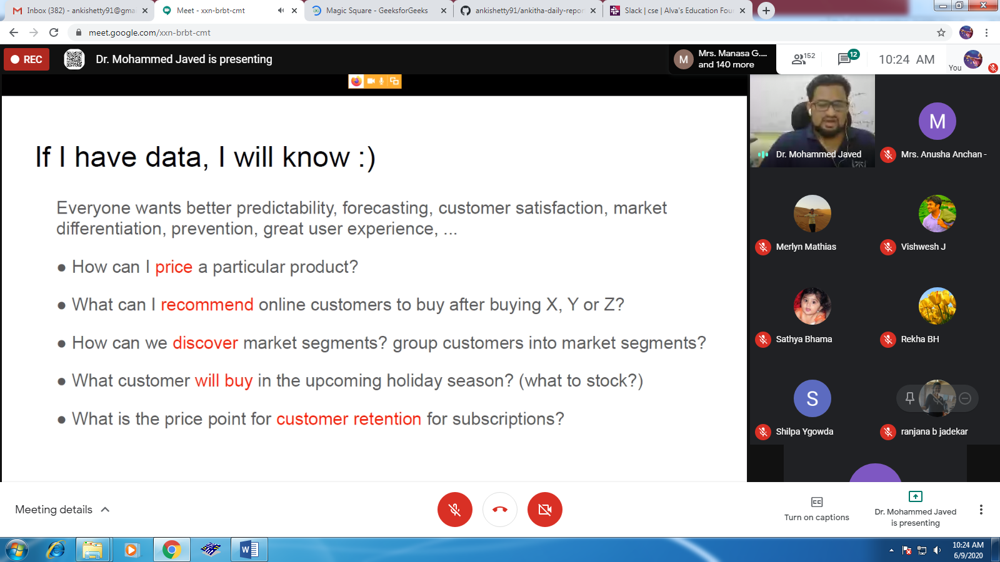 Inbox (382) - ankishetty91@gma
Meet - xxn-brbt-cmt
Magic Square - GeeksforGeeks
ankishetty91/ankitha-daily-repor
Slack | cse | Alva's Education Fou
meet.google.com/xxn-brbt-cmt
REC
Dr. Mohammed Javed is presenting
M
Mrs. Manasa G....
and 140 more
152
12
10:24 AM
You
If I have data, I will know :)
Everyone wants better predictability, forecasting, customer satisfaction, market
differentiation, prevention, great user experience, ...
● How can I price a particular product?
● What can I recommend online customers to buy after buying X, Y or Z?
● How can we discover market segments? group customers into market segments?
● What customer will buy in the upcoming holiday season? (what to stock?)
● What is the price point for customer retention for subscriptions?
Dr. Mohammed Javed
M
Mrs. Anusha Anchan -
Merlyn Mathias
Vishwesh J
Sathya Bhama
Rekha BH
S
Shilpa Ygowda
ranjana b jadekar
Meeting details
CC
Turn on captions
Dr. Mohammed Javed
is presenting
W
10:24 AM
6/9/2020